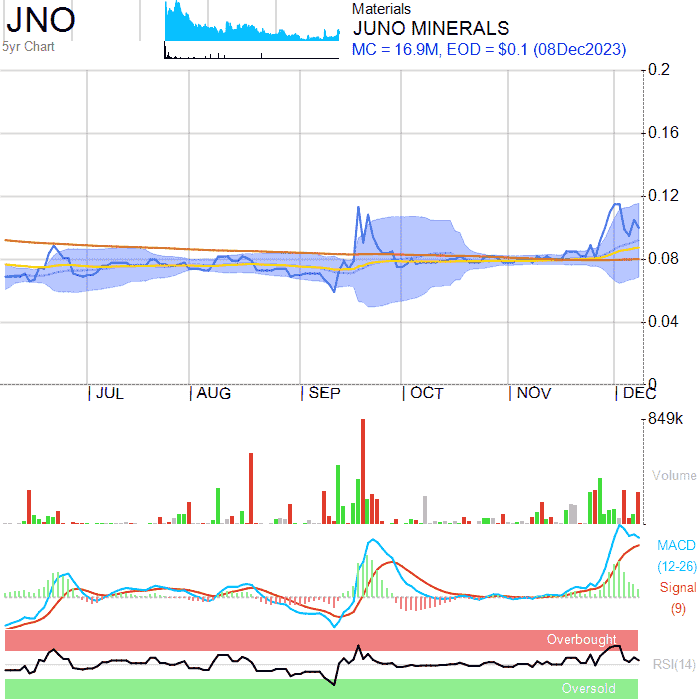 JNO
5yr Chart
Materials
JUNO MINERALS
MC = 16.9M, EOD = $0.1 (08Dec2023)
0.2
0.16
0.12
0.08
0.04
0
JUL AUG SEP OCT NOV DEC
849k
Volume
MACD
(12-26)
Signal
(9)
Overbought
RSI(14)
Oversold